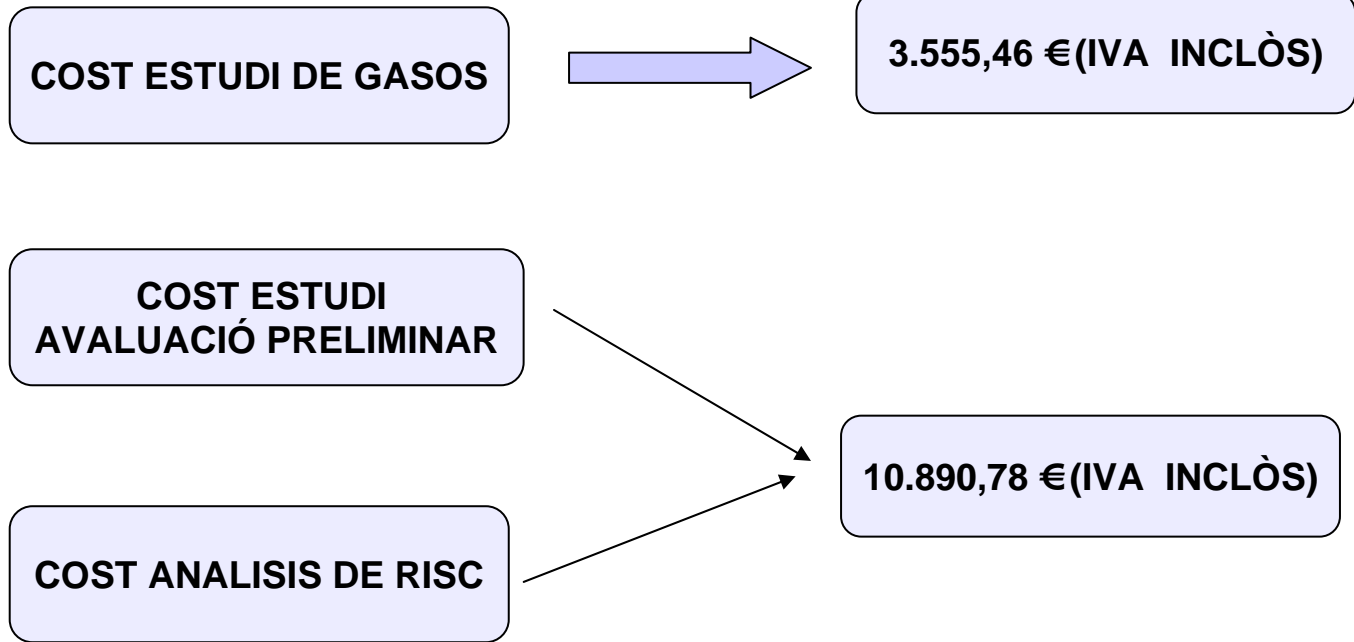 COST ESTUDI DE GASOS
3.555,46 €(IVA INCLÒS)
COST ESTUDI
AVALUACIÓ PRELIMINAR
10.890,78 €(IVA INCLÒS)
COST ANALISIS DE RISC